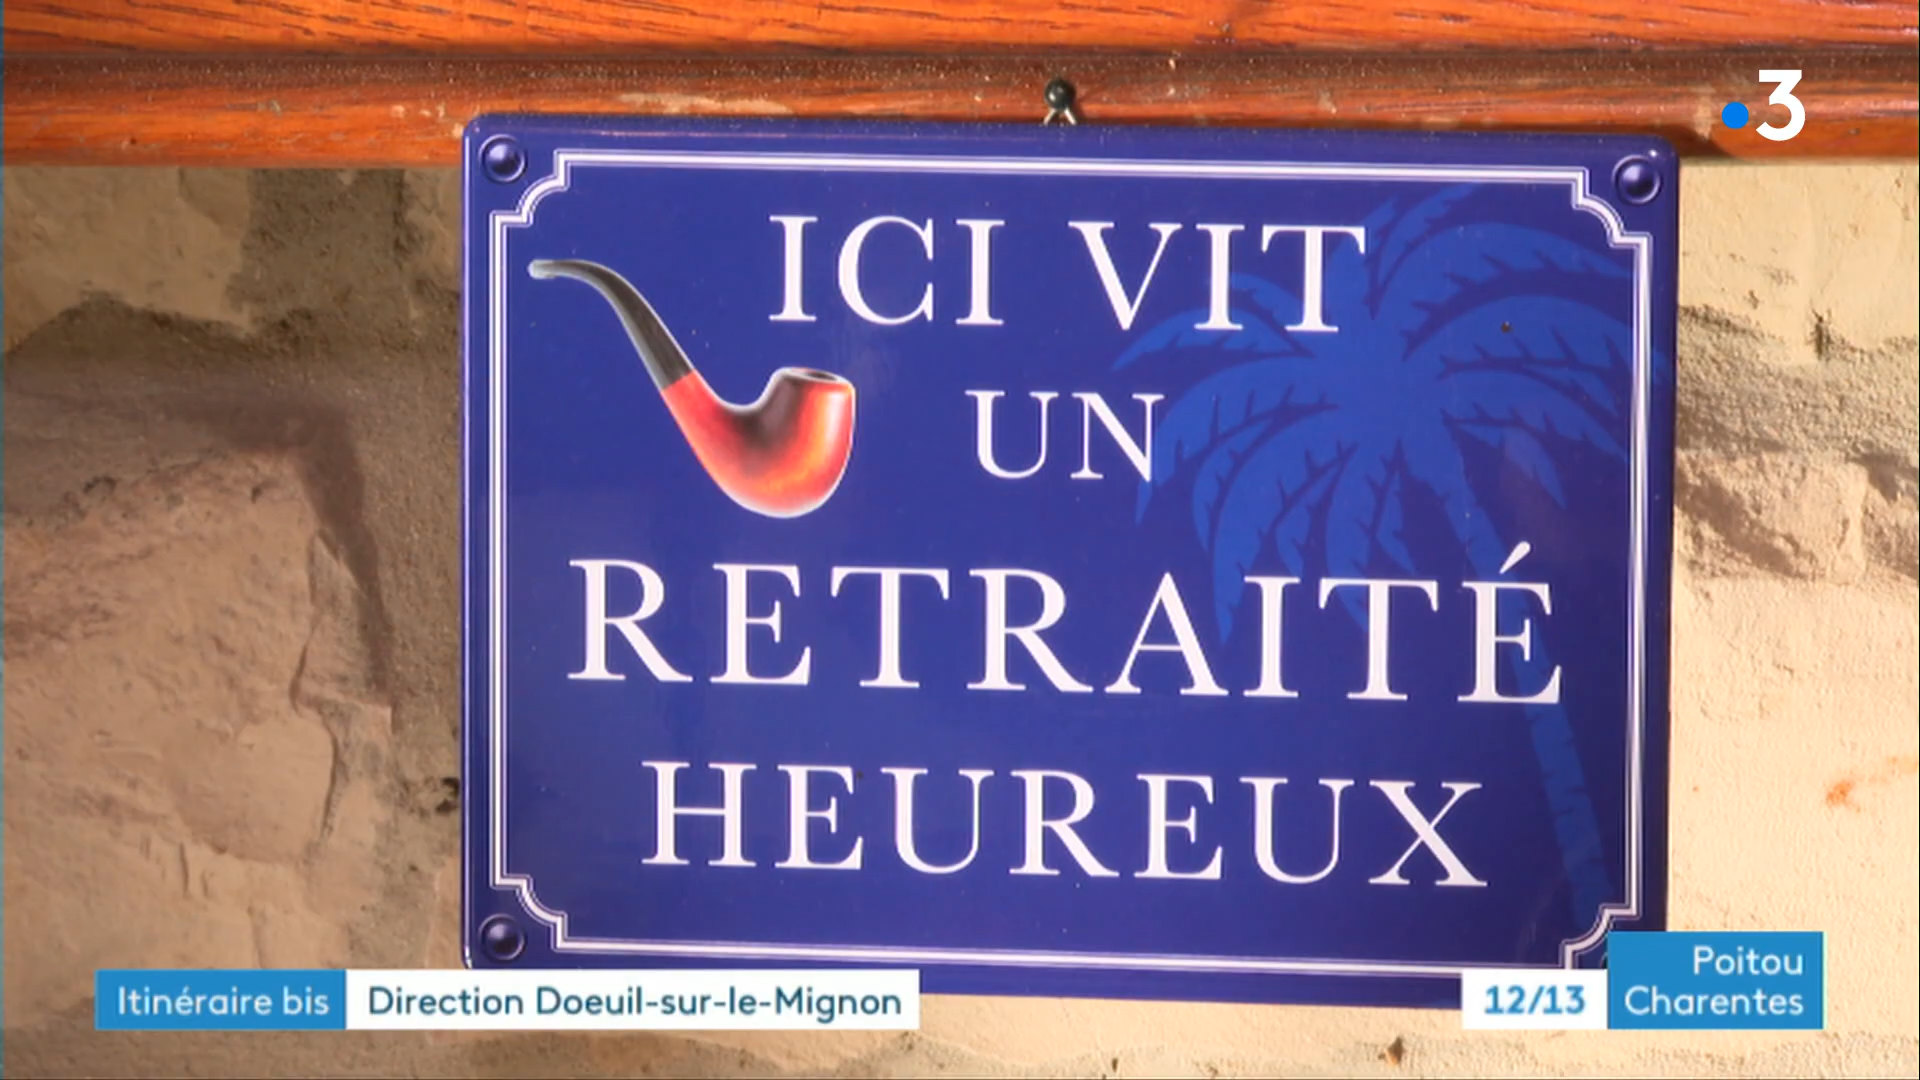 3
ICI VIT
UN
RETRAITÉ
HEUREUX
Itinéraire bis
Direction Doeuil-sur-le-Mignon
12/13
Poitou
Charentes